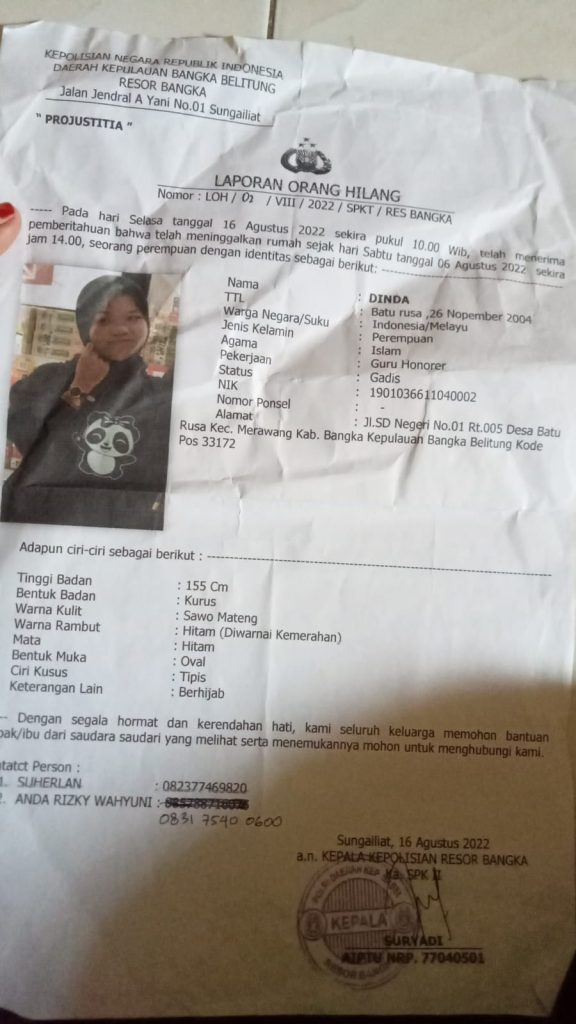 KEPOLISIAN NEGARA REPUBLIK INDONESIA
DAERAH KEPULAUAN BANGKA BELITUNG
RESOR BANGKA
Jalan Jendral A Yani No.01 Sungailiat
" PROJUSTITIA "
LAPORAN ORANG HILANG
Nomor : LOH / 02 / VIII / 2022 / SPKT / RES BANGKA
----- Pada hari Selasa tanggal 16 Agustus 2022 sekira pukul 10.00 Wib, telah menerima
pemberitahuan bahwa telah meninggalkan rumah sejak hari Sabtu tanggal 06 Agustus 2022 sekira
jam 14.00, seorang perempuan dengan identitas sebagai berikut: --------------------
Nama : DINDA
TTL : Batu rusa ,26 Nopember 2004
Warga Negara/Suku : Indonesia/Melayu
Jenis Kelamin : Perempuan
Agama : Islam
Pekerjaan : Guru Honorer
Status : Gadis
NIK : 1901036611040002
Nomor Ponsel : -
Alamat : Jl.SD Negeri No.01 Rt.005 Desa Batu
Rusa Kec. Merawang Kab. Bangka Kepulauan Bangka Belitung Kode
Pos 33172
Adapun ciri-ciri sebagai berikut : --------------------
Tinggi Badan : 155 Cm
Bentuk Badan : Kurus
Warna Kulit : Sawo Mateng
Warna Rambut : Hitam (Diwarnai Kemerahan)
Mata : Hitam
Bentuk Muka : Oval
Ciri Kusus : Tipis
Keterangan Lain : Berhijab
-- Dengan segala hormat dan kerendahan hati, kami seluruh keluarga memohon bantuan
pak/ibu dari saudara saudari yang melihat serta menemukannya mohon untuk menghubungi kami.
ntatct Person :
1. SUHERLAN : 082377469820
2. ANDA RIZKY WAHYUNI :
0831 7540 0600
Sungailiat, 16 Agustus 2022
a.n. KEPALA KEPOLISIAN RESOR BANGKA
Ka. SPK II
KEPALA
RESOR BANGKA
SURYADI
AIPTU NRP. 77040501